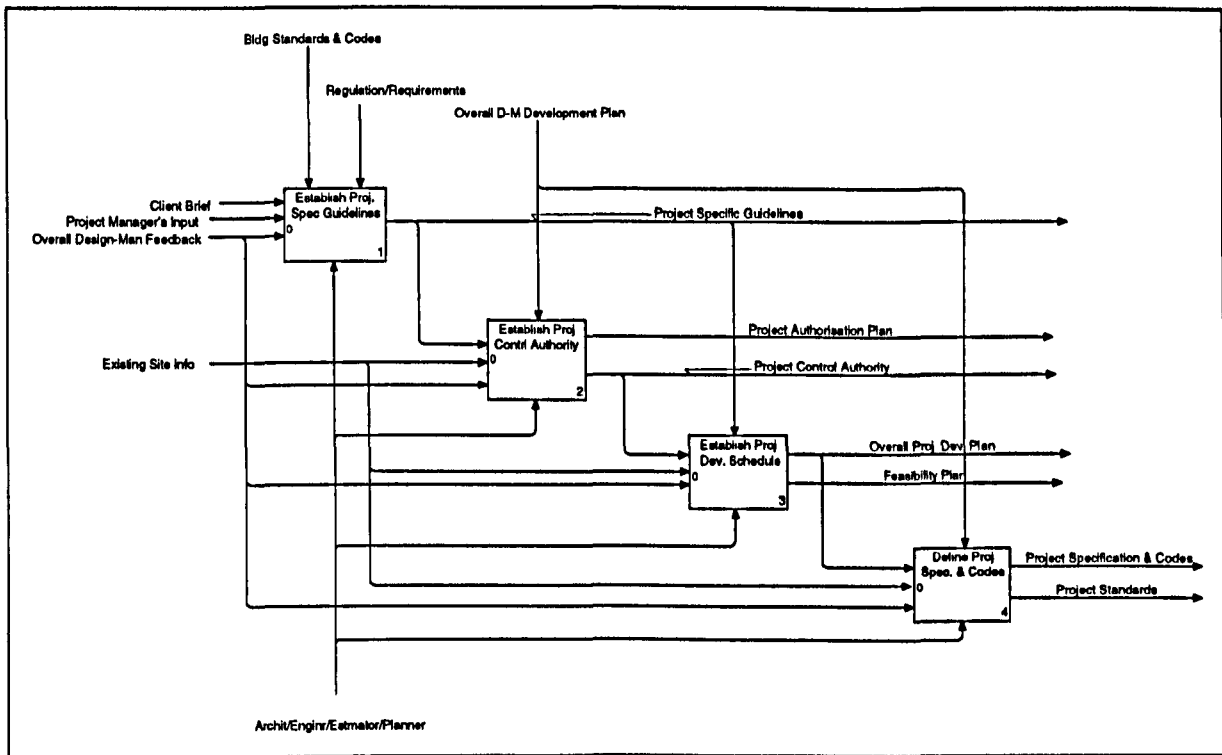 Bldg Standards & Codes
Regulation/Requirements
Overall D-M Development Plan
Client Brief
Project Manager's Input
Overall Design-Man Feedback
Establish Proj.
Spec Guidelines
0
1
Project Specific Guidelines
Existing Site Info
Establish Proj
Contrl Authority
0
2
Project Authorisation Plan
Project Control Authority
Establish Proj
Dev. Schedule
0
3
Overall Proj Dev. Plan
Feasibility Plan
Define Proj
Spec. & Codes
0
4
Project Specification & Codes
Project Standards
Archit/Enginr/Estmator/Planner